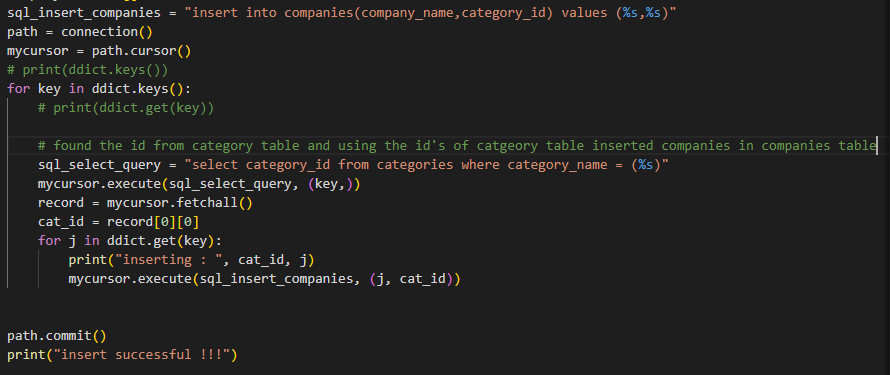 sql_insert_companies = "insert into companies(company_name,category_id) values (%s,%s)"
path = connection()
mycursor = path.cursor()
# print(ddict.keys())
for key in ddict.keys():
    # print(ddict.get(key))
    # found the id from category table and using the id's of catgeory table inserted companies in companies table
    sql_select_query = "select category_id from categories where category_name = (%s)"
    mycursor.execute(sql_select_query, (key,))
    record = mycursor.fetchall()
    cat_id = record[0][0]
    for j in ddict.get(key):
        print("inserting : ", cat_id, j)
        mycursor.execute(sql_insert_companies, (j, cat_id))
path.commit()
print("insert successful !!!")